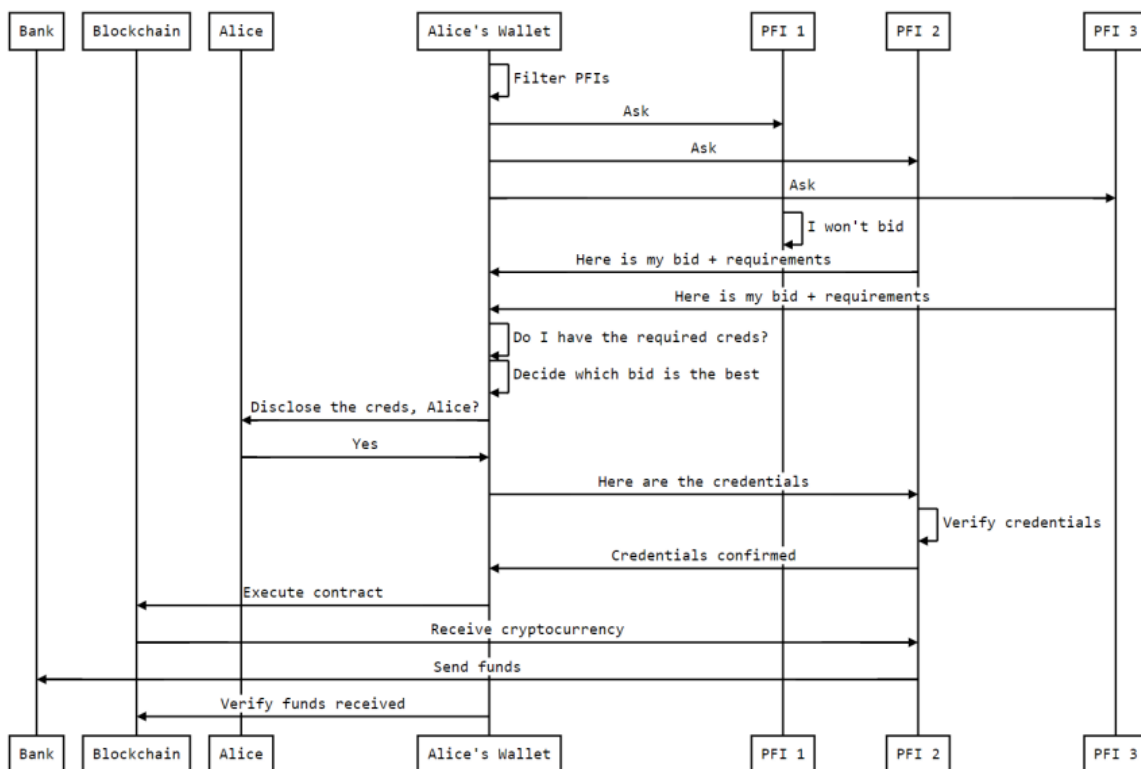 Bank Blockchain Alice Alice's Wallet PFI 1 PFI 2 PFI 3
Filter PFIs
Ask
Ask
Ask
I won't bid
Here is my bid + requirements
Here is my bid + requirements
Do I have the required creds?
Decide which bid is the best
Disclose the creds, Alice?
Yes
Here are the credentials
Verify credentials
Credentials confirmed
Execute contract
Receive cryptocurrency
Send funds
Verify funds received
Bank Blockchain Alice Alice's Wallet PFI 1 PFI 2 PFI 3